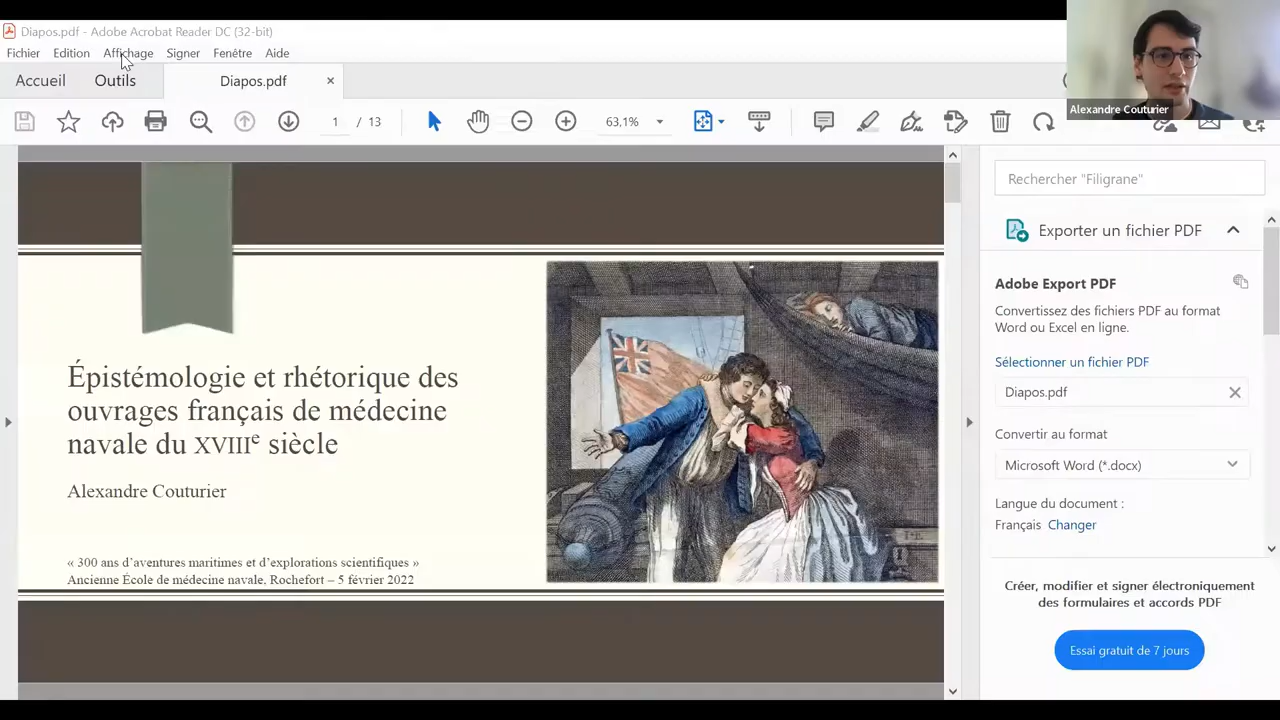 Diapos.pdf - Adobe Acrobat Reader DC (32-bit)
Fichier Edition Affichage Signer Fenêtre Aide
Accueil Outils Diapos.pdf
1 / 13 63,1%
Alexandre Couturier
Rechercher "Filigrane"
Exporter un fichier PDF
Adobe Export PDF
Convertissez des fichiers PDF au format
Word ou Excel en ligne.
Sélectionner un fichier PDF
Diapos.pdf
Convertir au format
Microsoft Word (*.docx)
Langue du document :
Français Changer
Créer, modifier et signer électroniquement
des formulaires et accords PDF
Essai gratuit de 7 jours
Épistémologie et rhétorique des
ouvrages français de médecine
navale du XVIIIe siècle
Alexandre Couturier
« 300 ans d’aventures maritimes et d’explorations scientifiques »
Ancienne École de médecine navale, Rochefort – 5 février 2022